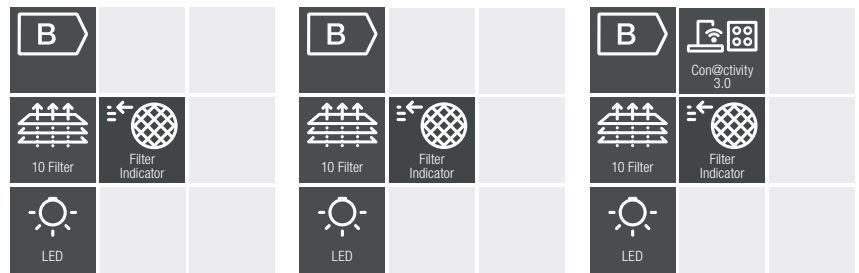 B
10 Filter
Filter
Indicator
LED
B
10 Filter
Filter
Indicator
LED
B
Con@ctivity
3.0
10 Filter
Filter
Indicator
LED